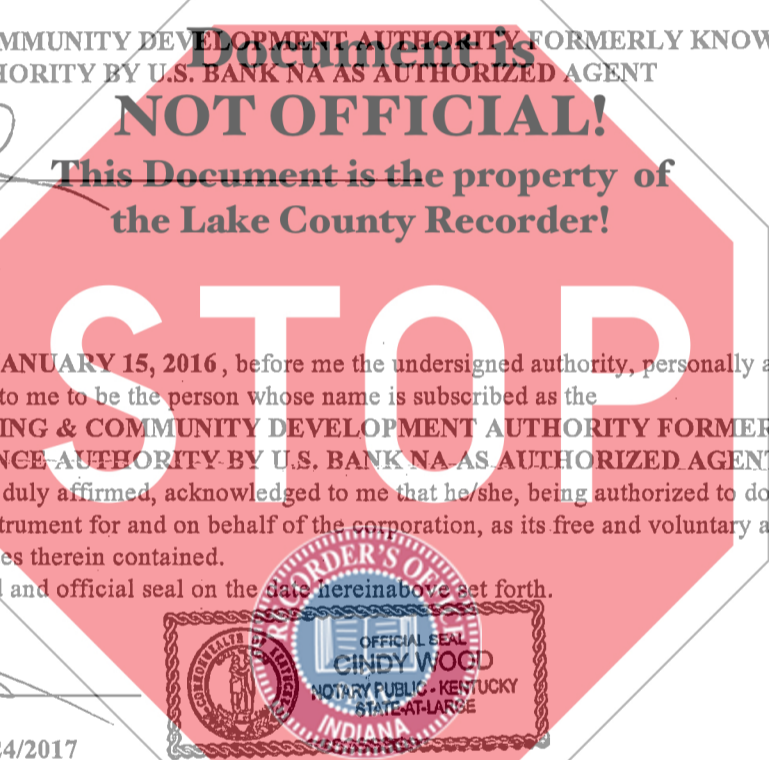 MMUNITY DEVELOPMENT AUTHORITY FORMERLY KNOW
Document is
HORITY BY U.S. BANK NA AS AUTHORIZED AGENT
NOT OFFICIAL!
This Document is the property of
the Lake County Recorder!
STOP
ANUARY 15, 2016 , before me the undersigned authority, personally a
to me to be the person whose name is subscribed as the
ING & COMMUNITY DEVELOPMENT AUTHORITY FORMER
NCE AUTHORITY BY U.S. BANK NA AS AUTHORIZED AGENT
duly affirmed, acknowledged to me that he/she, being authorized to do
trument for and on behalf of the corporation, as its free and voluntary a
es therein contained.
l and official seal on the date hereinabove set forth.
RECORDER'S OF
OFFICIAL SEAL
CINDY WOOD
NOTARY PUBLIC - KENTUCKY
STATE-AT-LARGE
COMMONWEALTH OF KENTUCKY
INDIANA
24/2017